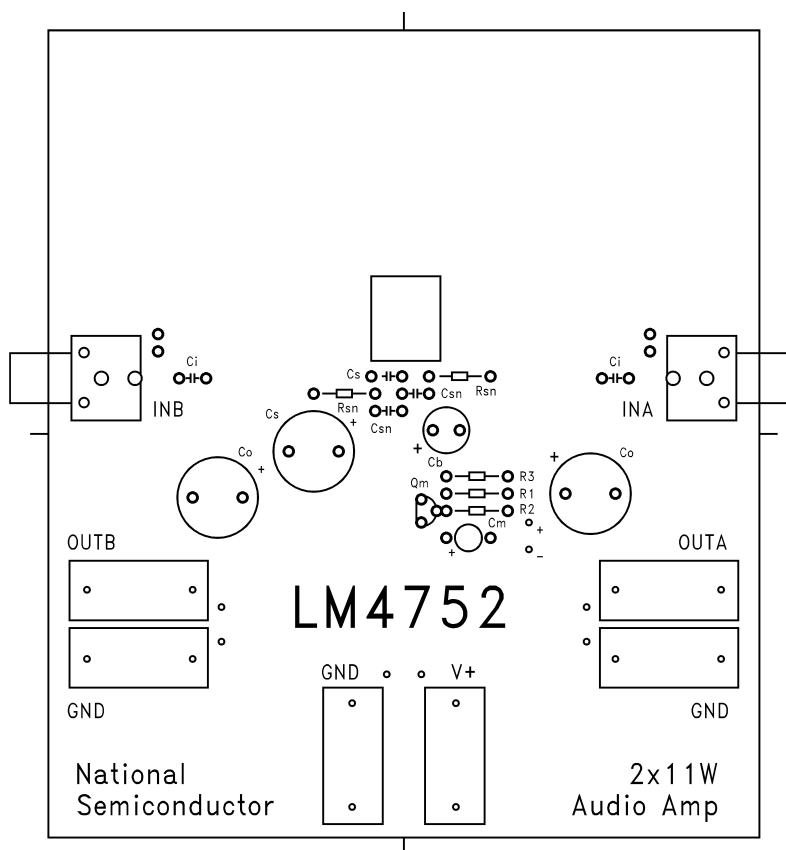 Ci
Ci
Cs
Rsn
Csn
Rsn
INB
INA
Cs
+
Csn
+
Cb
Co
+
+
Co
R3
Qm
R1
R2
Cm
+
+
−
OUTB
OUTA
LM4752
GND
V+
GND
GND
National
2x11W
Semiconductor
Audio Amp